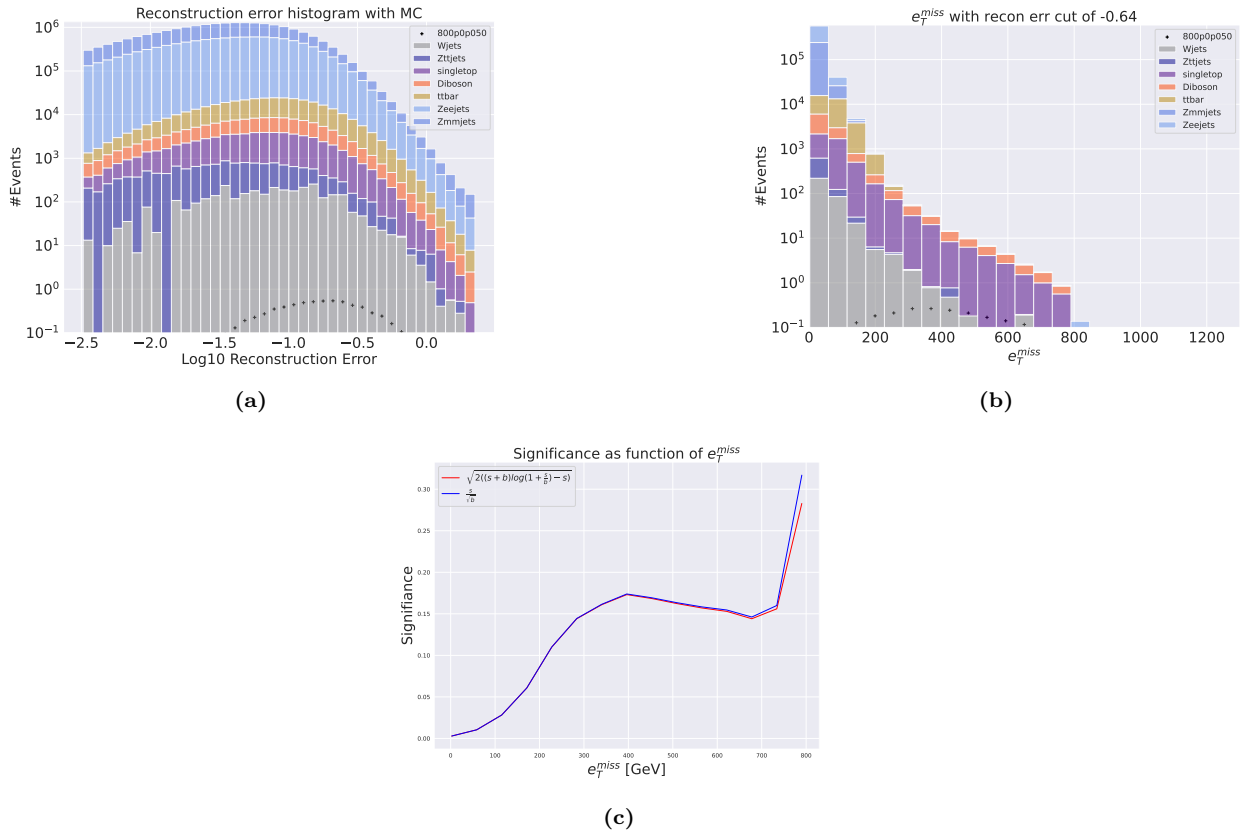 Reconstruction error histogram with MC
#Events
10^6
10^5
10^4
10^3
10^2
10^1
10^0
10^{-1}
800p0p050
Wjets
Zttjets
singletop
Diboson
ttbar
Zeejets
Zmmjets
−2.5 −2.0 −1.5 −1.0 −0.5 0.0
Log10 Reconstruction Error
(a)
e_T^{miss} with recon err cut of -0.64
#Events
10^5
10^4
10^3
10^2
10^1
10^0
10^{-1}
800p0p050
Wjets
Zttjets
singletop
Diboson
ttbar
Zmmjets
Zeejets
0 200 400 600 800 1000 1200
e_T^{miss}
(b)
Significance as function of e_T^{miss}
Signifiance
0.30
0.25
0.20
0.15
0.10
0.05
0.00
\sqrt{2((s+b)log(1+\frac{s}{b})-s)}
\frac{s}{\sqrt{b}}
0 100 200 300 400 500 600 700 800
e_T^{miss} [GeV]
(c)